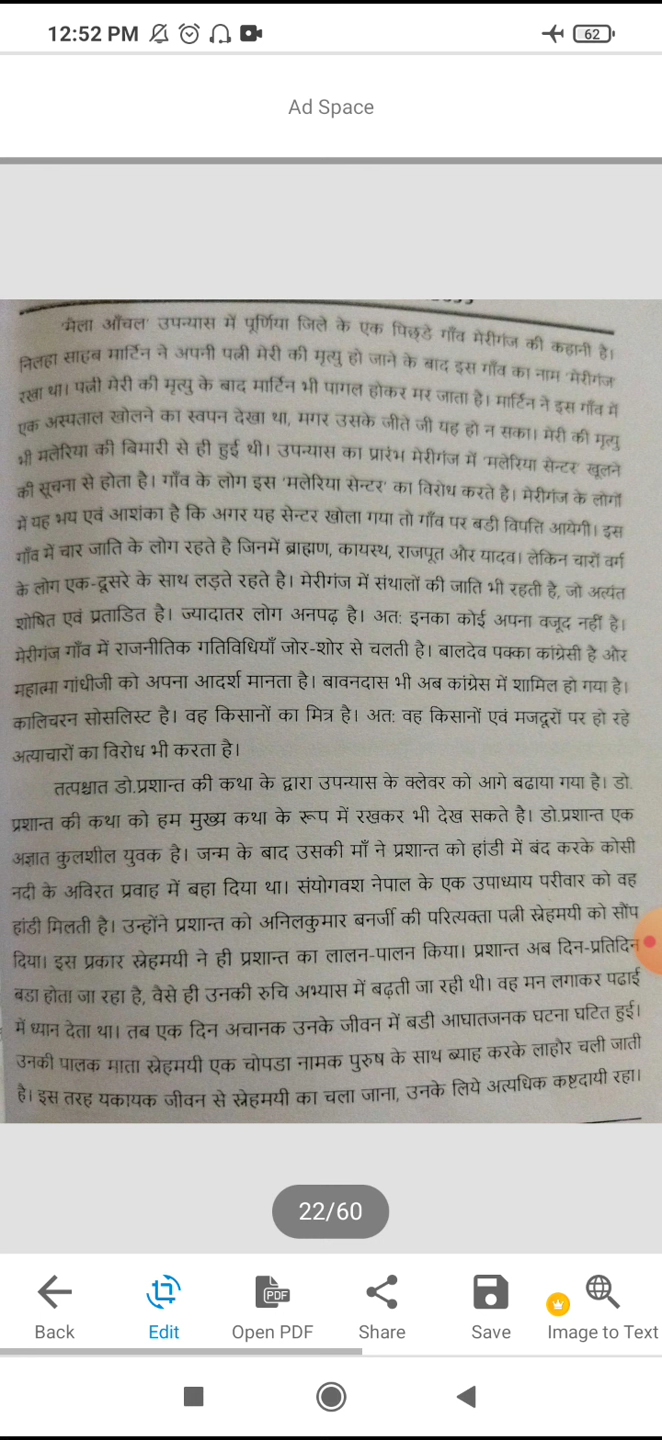 12:52 PM
62
Ad Space
'मैला आँचल' उपन्यास में पूर्णिया जिले के एक पिछडे गाँव मेरीगंज की कहानी है।
निलहा साहब मार्टिन ने अपनी पत्नी मेरी की मृत्यु हो जाने के बाद इस गाँव का नाम 'मेरीगंज'
रखा था। पत्नी मेरी की मृत्यु के बाद मार्टिन भी पागल होकर मर जाता है। मार्टिन ने इस गाँव में
एक अस्पताल खोलने का स्वपन देखा था, मगर उसके जीते जी यह हो न सका। मेरी की मृत्यु
भी मलेरिया की बिमारी से ही हुई थी। उपन्यास का प्रारंभ मेरीगंज में 'मलेरिया सेन्टर' खूलने
की सूचना से होता है। गाँव के लोग इस 'मलेरिया सेन्टर' का विरोध करते है। मेरीगंज के लोगों
में यह भय एवं आशंका है कि अगर यह सेन्टर खोला गया तो गाँव पर बडी विपत्ति आयेगी। इस
गाँव में चार जाति के लोग रहते है जिनमें ब्राह्मण, कायस्थ, राजपूत और यादव। लेकिन चारों वर्ग
के लोग एक-दूसरे के साथ लड़ते रहते है। मेरीगंज में संथालों की जाति भी रहती है, जो अत्यंत
शोषित एवं प्रताडित है। ज्यादातर लोग अनपढ़ है। अतः इनका कोई अपना वजूद नहीं है।
मेरीगंज गाँव में राजनीतिक गतिविधियाँ जोर-शोर से चलती है। बालदेव पक्का कांग्रेसी है और
महात्मा गांधीजी को अपना आदर्श मानता है। बावनदास भी अब कांग्रेस में शामिल हो गया है।
कालिचरन सोसलिस्ट है। वह किसानों का मित्र है। अतः वह किसानों एवं मजदूरों पर हो रहे
अत्याचारों का विरोध भी करता है।
तत्पश्चात डो.प्रशान्त की कथा के द्वारा उपन्यास के क्लेवर को आगे बढाया गया है। डो.
प्रशान्त की कथा को हम मुख्य कथा के रूप में रखकर भी देख सकते है। डो.प्रशान्त एक
अज्ञात कुलशील युवक है। जन्म के बाद उसकी माँ ने प्रशान्त को हांडी में बंद करके कोसी
नदी के अविरत प्रवाह में बहा दिया था। संयोगवश नेपाल के एक उपाध्याय परीवार को वह
हांडी मिलती है। उन्होंने प्रशान्त को अनिलकुमार बनर्जी की परित्यक्ता पत्नी स्नेहमयी को सौंप
दिया। इस प्रकार स्नेहमयी ने ही प्रशान्त का लालन-पालन किया। प्रशान्त अब दिन-प्रतिदिन
बडा होता जा रहा है, वैसे ही उनकी रुचि अभ्यास में बढ़ती जा रही थी। वह मन लगाकर पढाई
में ध्यान देता था। तब एक दिन अचानक उनके जीवन में बडी आघातजनक घटना घटित हुई।
उनकी पालक माता स्नेहमयी एक चोपडा नामक पुरुष के साथ ब्याह करके लाहौर चली जाती
है। इस तरह यकायक जीवन से स्नेहमयी का चला जाना, उनके लिये अत्यधिक कष्टदायी रहा।
22/60
PDF
Back Edit Open PDF Share Save Image to Text